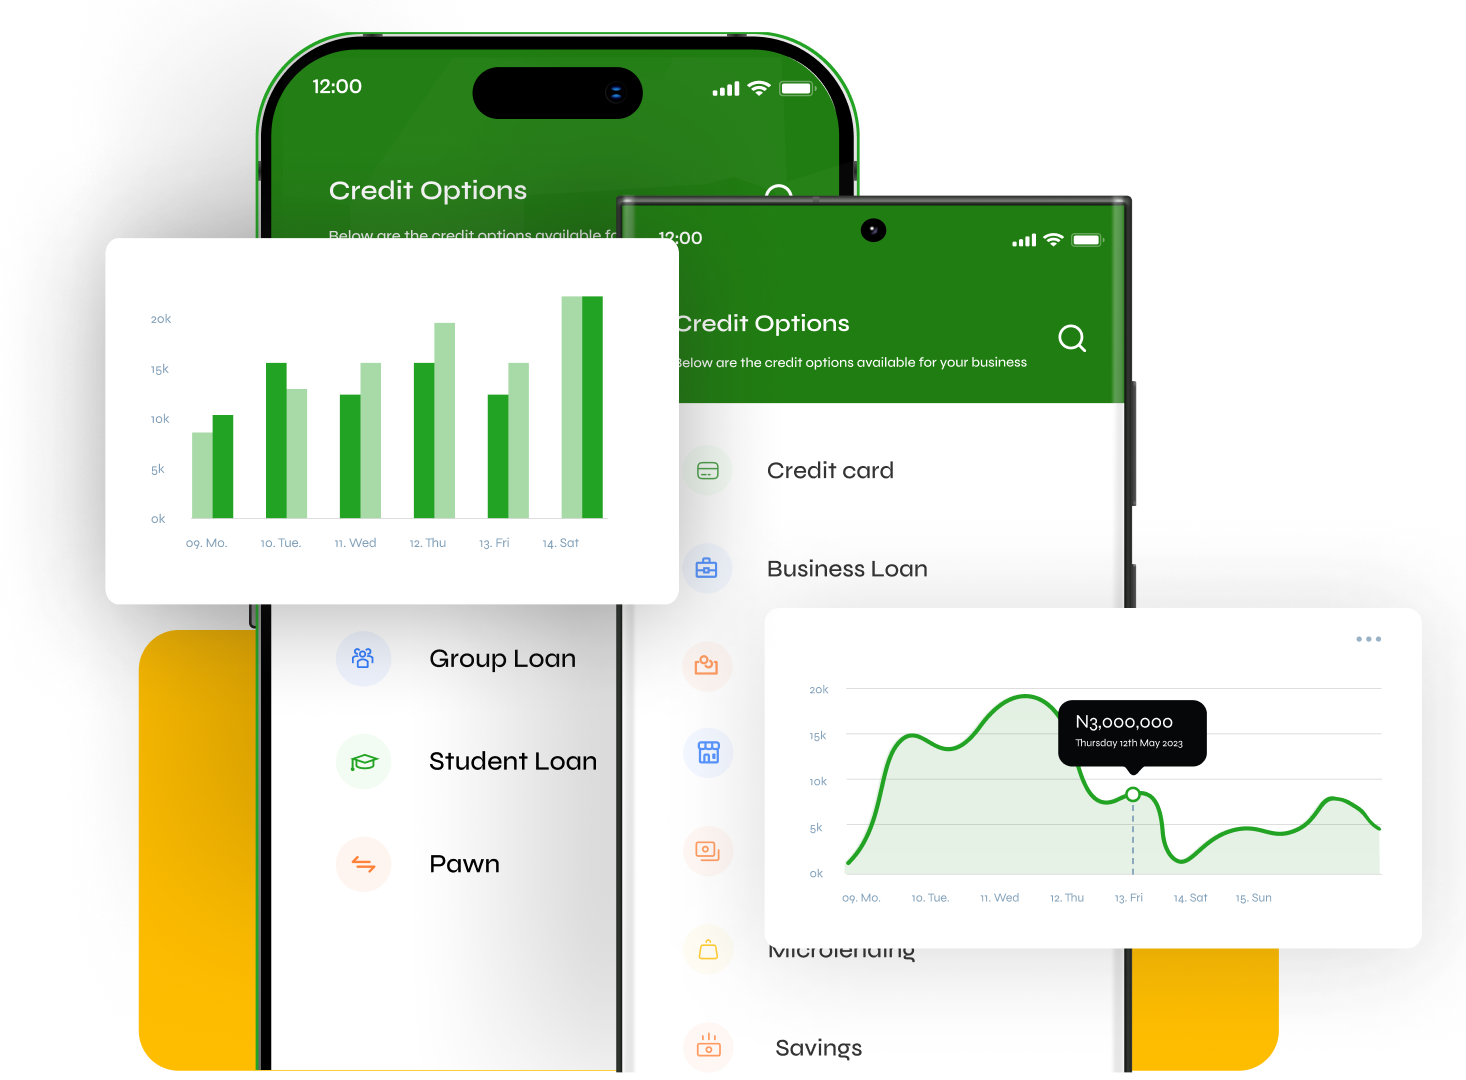 12:00
Credit Options
Below are the credit options available fo
12:00
Credit Options
Below are the credit options available for your business
20k
15k
10k
5k
0k
09. Mo.
10. Tue.
11. Wed
12. Thu
13. Fri
14. Sat
Credit card
Business Loan
Group Loan
Student Loan
Pawn
20k
15k
10k
5k
0k
N3,000,000
Thursday 12th May 2023
09. Mo.
10. Tue.
11. Wed
12. Thu
13. Fri
14. Sat
15. Sun
Microlending
Savings